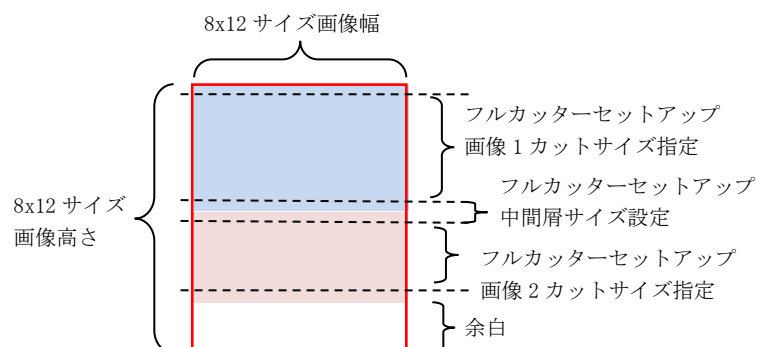 8x12 サイズ画像幅
フルカッターセットアップ
画像 1 カットサイズ指定
フルカッターセットアップ
中間屑サイズ設定
8x12 サイズ
画像高さ
フルカッターセットアップ
画像 2 カットサイズ指定
余白